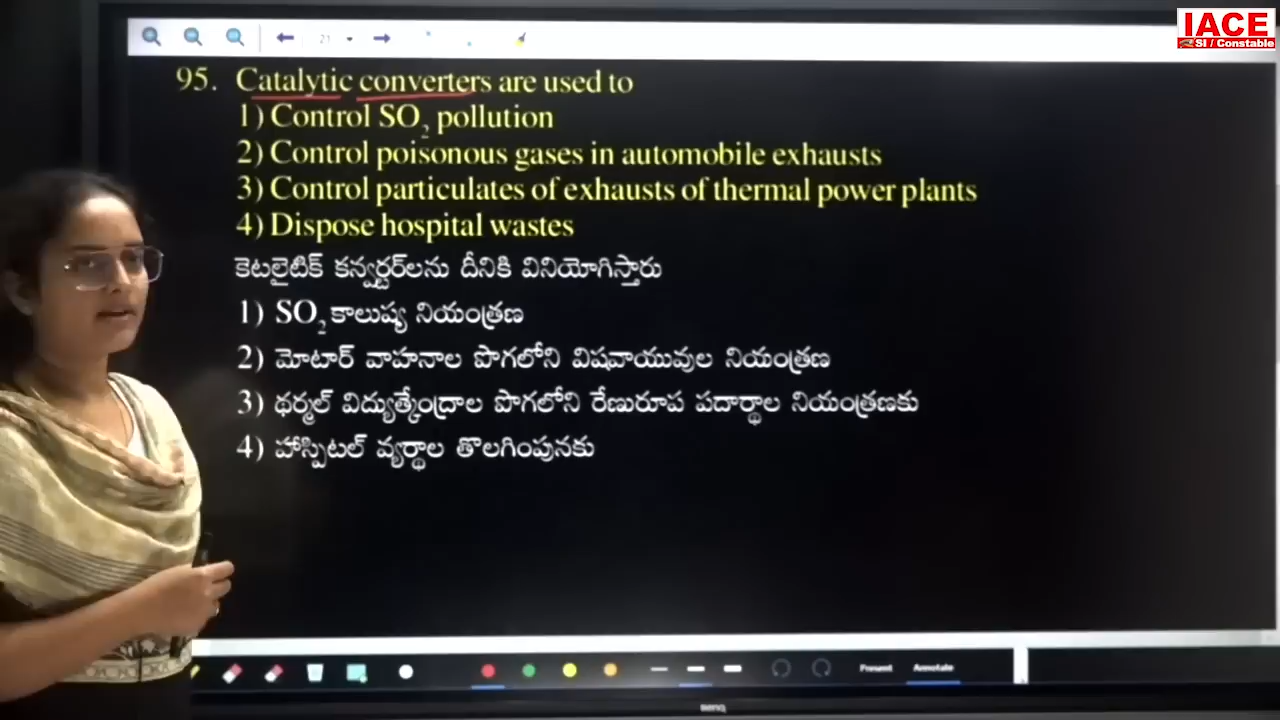 IACE
SI / Constable
21
95. Catalytic converters are used to
1) Control SO2 pollution
2) Control poisonous gases in automobile exhausts
3) Control particulates of exhausts of thermal power plants
4) Dispose hospital wastes
కెటలైటిక్ కన్వర్టర్‌లను దీనికి వినియోగిస్తారు
1) SO2 కాలుష్య నియంత్రణ
2) మోటార్ వాహనాల పొగలోని విషవాయువుల నియంత్రణ
3) థర్మల్ విద్యుత్కేంద్రాల పొగలోని రేణురూప పదార్థాల నియంత్రణకు
4) హాస్పిటల్ వ్యర్థాల తొలగింపునకు
Present Annotate
BenQ